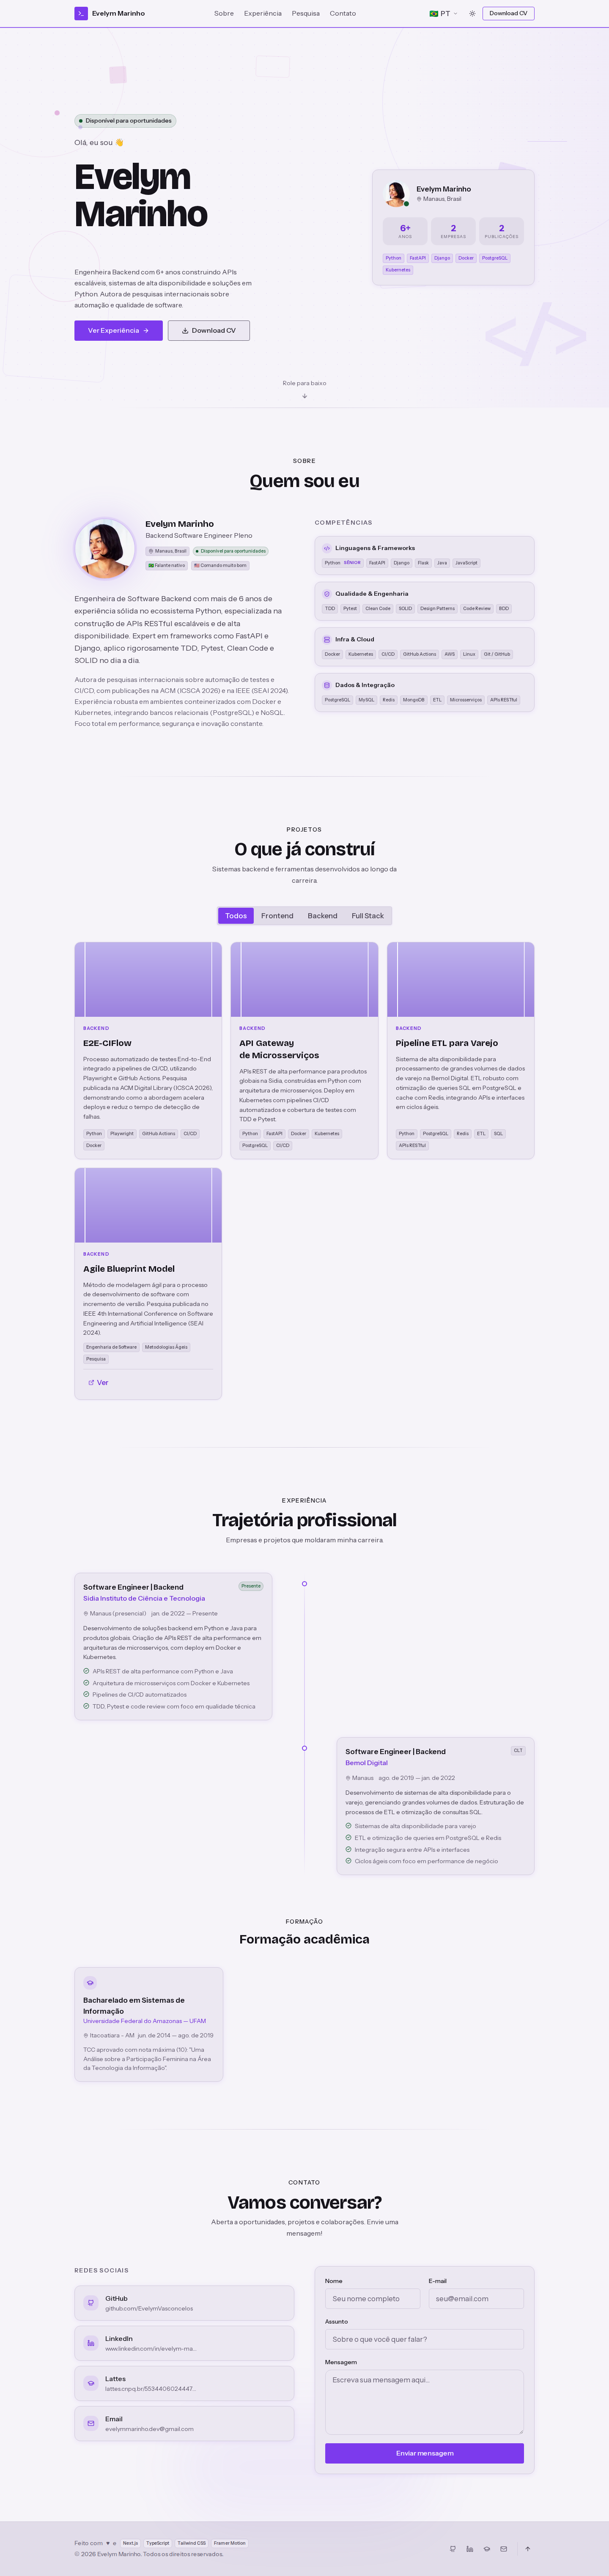 Evelym Marinho
Sobre Experiência Pesquisa Contato
PT
Download CV
Disponível para oportunidades
Olá, eu sou 👋
Evelym
Marinho
Engenheira Backend com 6+ anos construindo APIs
escaláveis, sistemas de alta disponibilidade e soluções em
Python. Autora de pesquisas internacionais sobre
automação e qualidade de software.
Ver Experiência →
Download CV
Evelym Marinho
Manaus, Brasil
6+ ANOS
2 EMPRESAS
2 PUBLICAÇÕES
Python FastAPI Django Docker PostgreSQL
Kubernetes
</>
Role para baixo
SOBRE
Quem sou eu
Evelym Marinho
Backend Software Engineer Pleno
Manaus, Brasil Disponível para oportunidades
Falante nativo Comando muito bom
Engenheira de Software Backend com mais de 6 anos de
experiência sólida no ecossistema Python, especializada na
construção de APIs RESTful escaláveis e de alta
disponibilidade. Expert em frameworks como FastAPI e
Django, aplico rigorosamente TDD, Pytest, Clean Code e
SOLID no dia a dia.
Autora de pesquisas internacionais sobre automação de testes e
CI/CD, com publicações na ACM (ICSCA 2026) e na IEEE (SEAI 2024).
Experiência robusta em ambientes conteinerizados com Docker e
Kubernetes, integrando bancos relacionais (PostgreSQL) e NoSQL.
Foco total em performance, segurança e inovação constante.
COMPETÊNCIAS
Linguagens & Frameworks
Python SÊNIOR FastAPI Django Flask Java JavaScript
Qualidade & Engenharia
TDD Pytest Clean Code SOLID Design Patterns Code Review BDD
Infra & Cloud
Docker Kubernetes CI/CD GitHub Actions AWS Linux Git / GitHub
Dados & Integração
PostgreSQL MySQL Redis MongoDB ETL Microsserviços APIs RESTful
PROJETOS
O que já construí
Sistemas backend e ferramentas desenvolvidos ao longo da
carreira.
Todos Frontend Backend Full Stack
BACKEND
E2E-CIFlow
Processo automatizado de testes End-to-End
integrado a pipelines de CI/CD, utilizando
Playwright e GitHub Actions. Pesquisa
publicada na ACM Digital Library (ICSCA 2026),
demonstrando como a abordagem acelera
deploys e reduz o tempo de detecção de
falhas.
Python Playwright GitHub Actions CI/CD
Docker
BACKEND
API Gateway
de Microsserviços
APIs REST de alta performance para produtos
globais na Sidia, construídas em Python com
arquitetura de microsserviços. Deploy em
Kubernetes com pipelines CI/CD
automatizados e cobertura de testes com
TDD e Pytest.
Python FastAPI Docker Kubernetes
PostgreSQL CI/CD
BACKEND
Pipeline ETL para Varejo
Sistema de alta disponibilidade para
processamento de grandes volumes de dados
de varejo na Bemol Digital. ETL robusto com
otimização de queries SQL em PostgreSQL e
cache com Redis, integrando APIs e interfaces
em ciclos ágeis.
Python PostgreSQL Redis ETL SQL
APIs RESTful
BACKEND
Agile Blueprint Model
Método de modelagem ágil para o processo
de desenvolvimento de software com
incremento de versão. Pesquisa publicada no
IEEE 4th International Conference on Software
Engineering and Artificial Intelligence (SEAI
2024).
Engenharia de Software Metodologias Ágeis
Pesquisa
Ver
EXPERIÊNCIA
Trajetória profissional
Empresas e projetos que moldaram minha carreira.
Software Engineer | Backend Presente
Sidia Instituto de Ciência e Tecnologia
Manaus (presencial) jan. de 2022 — Presente
Desenvolvimento de soluções backend em Python e Java para
produtos globais. Criação de APIs REST de alta performance em
arquiteturas de microsserviços, com deploy em Docker e
Kubernetes.
APIs REST de alta performance com Python e Java
Arquitetura de microsserviços com Docker e Kubernetes
Pipelines de CI/CD automatizados
TDD, Pytest e code review com foco em qualidade técnica
Software Engineer | Backend CLT
Bemol Digital
Manaus ago. de 2019 — jan. de 2022
Desenvolvimento de sistemas de alta disponibilidade para o
varejo, gerenciando grandes volumes de dados. Estruturação de
processos de ETL e otimização de consultas SQL.
Sistemas de alta disponibilidade para varejo
ETL e otimização de queries em PostgreSQL e Redis
Integração segura entre APIs e interfaces
Ciclos ágeis com foco em performance de negócio
FORMAÇÃO
Formação acadêmica
Bacharelado em Sistemas de
Informação
Universidade Federal do Amazonas — UFAM
Itacoatiara - AM jun. de 2014 — ago. de 2019
TCC aprovado com nota máxima (10): "Uma
Análise sobre a Participação Feminina na Área
da Tecnologia da Informação".
CONTATO
Vamos conversar?
Aberta a oportunidades, projetos e colaborações. Envie uma
mensagem!
REDES SOCIAIS
GitHub
github.com/EvelymVasconcelos
LinkedIn
www.linkedin.com/in/evelym-ma...
Lattes
lattes.cnpq.br/5534406024447...
Email
evelymmarinho.dev@gmail.com
Nome E-mail
Seu nome completo seu@email.com
Assunto
Sobre o que você quer falar?
Mensagem
Escreva sua mensagem aqui...
Enviar mensagem
Feito com ♥ e Next.js TypeScript Tailwind CSS Framer Motion
© 2026 Evelym Marinho. Todos os direitos reservados.